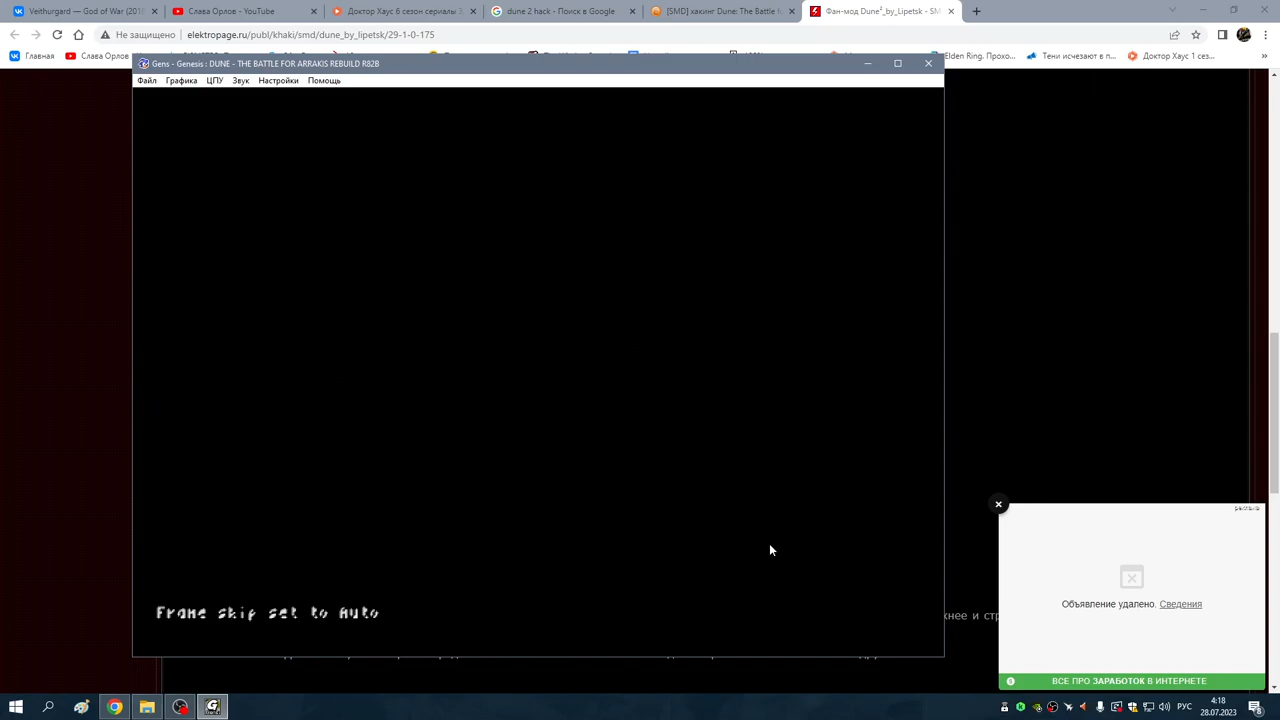 Veithurgard — God of War (2018
Слава Орлов - YouTube
Доктор Хаус 6 сезон сериалы 3
dune 2 hack - Поиск в Google
[SMD] хакинг Dune: The Battle f
Фан-мод Dune²_by_Lipetsk - SM
Не защищено
elektropage.ru/publ/khaki/smd/dune_by_lipetsk/29-1-0-175
Главная
Слава Орлов
Elden Ring. Прохо...
Тени исчезают в п...
Доктор Хаус 1 сез...
Gens - Genesis : DUNE - THE BATTLE FOR ARRAKIS REBUILD R82B
Файл Графика ЦПУ Звук Настройки Помощь
Frame skip set to Auto
Объявление удалено. Сведения
ВСЕ ПРО ЗАРАБОТОК В ИНТЕРНЕТЕ
РУС
4:18
28.07.2023